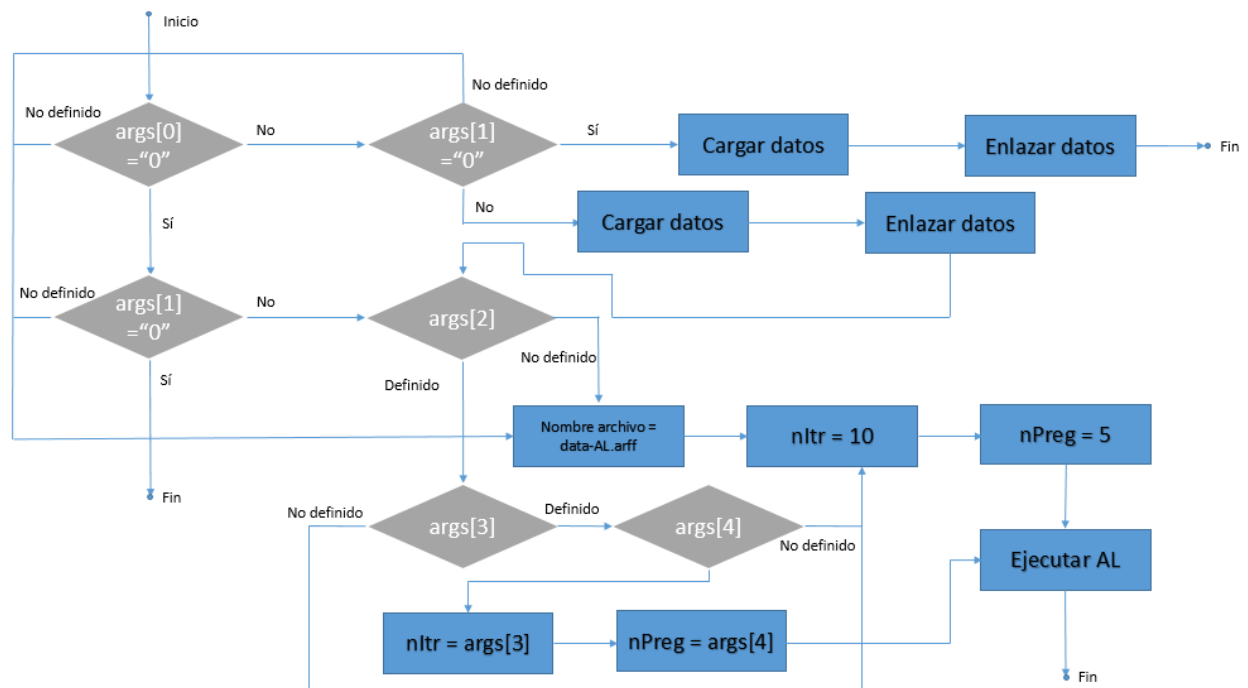 Inicio
No definido
No definido
args[0]
="0"
No
args[1]
="0"
Sí
Cargar datos
Enlazar datos
Fin
Sí
No
Cargar datos
Enlazar datos
No definido
args[1]
="0"
No
args[2]
No definido
Sí
Definido
Nombre archivo =
data-AL.arff
nItr = 10
nPreg = 5
Fin
No definido
args[3]
Definido
args[4]
No definido
Ejecutar AL
nItr = args[3]
nPreg = args[4]
Fin